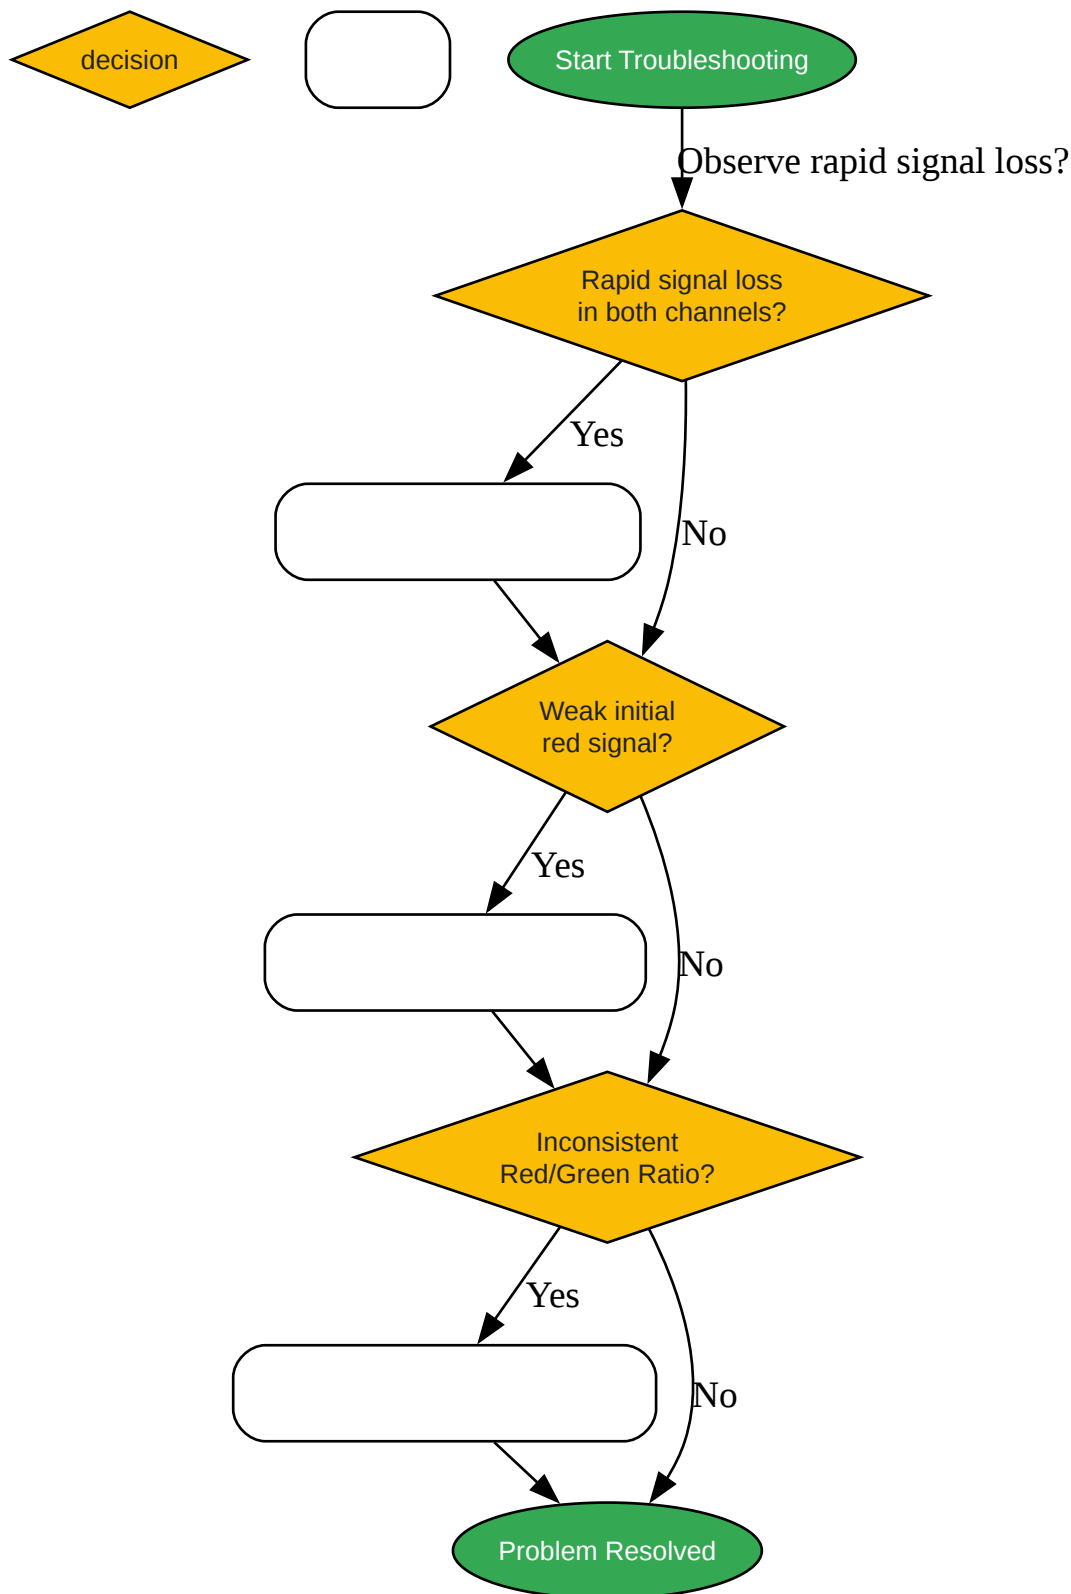 decision
Start Troubleshooting
Observe rapid signal loss?
Rapid signal loss
in both channels?
Yes
No
Weak initial
red signal?
Yes
No
Inconsistent
Red/Green Ratio?
Yes
No
Problem Resolved